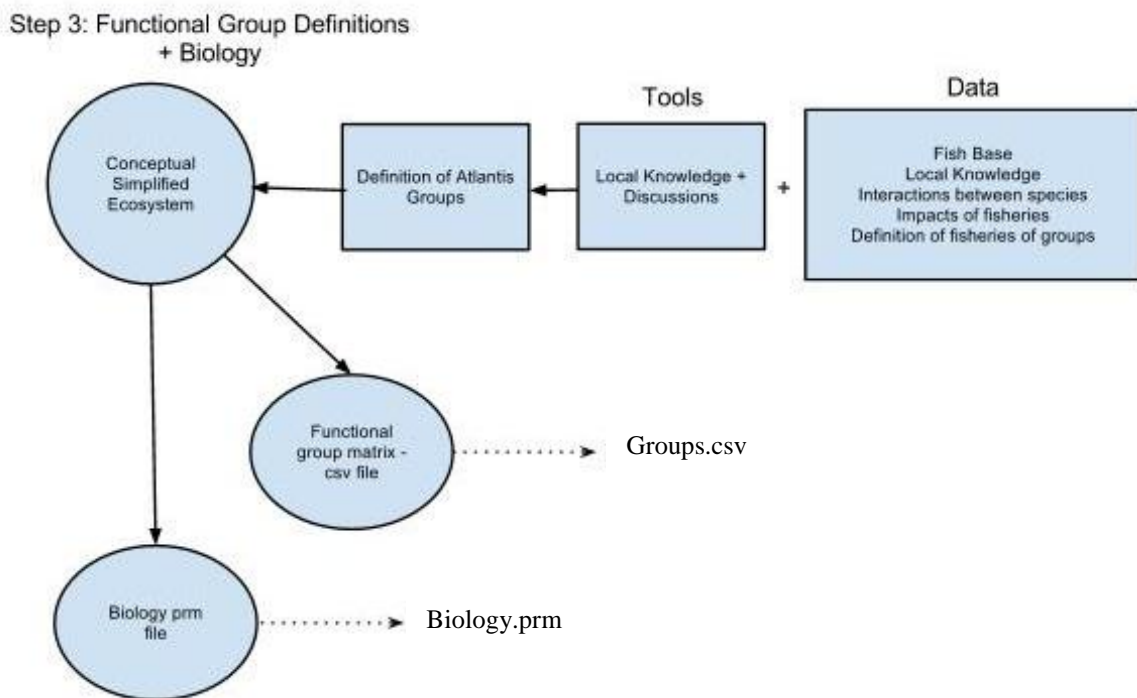 Step 3: Functional Group Definitions
+ Biology
Tools
Data
Conceptual
Simplified
Ecosystem
Definition of Atlantis
Groups
Local Knowledge +
Discussions
+
Fish Base
Local Knowledge
Interactions between species
Impacts of fisheries
Definition of fisheries of groups
Functional
group matrix -
csv file
Groups.csv
Biology prm
file
Biology.prm